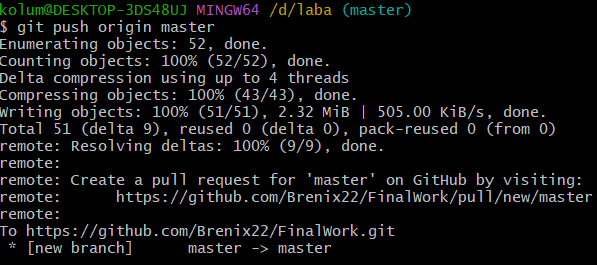 kolum@DESKTOP-3DS48UJ MINGW64 /d/laba (master)
$ git push origin master
Enumerating objects: 52, done.
Counting objects: 100% (52/52), done.
Delta compression using up to 4 threads
Compressing objects: 100% (43/43), done.
Writing objects: 100% (51/51), 2.32 MiB | 505.00 KiB/s, done.
Total 51 (delta 9), reused 0 (delta 0), pack-reused 0 (from 0)
remote: Resolving deltas: 100% (9/9), done.
remote:
remote: Create a pull request for 'master' on GitHub by visiting:
remote:      https://github.com/Brenix22/FinalWork/pull/new/master
remote:
To https://github.com/Brenix22/FinalWork.git
 * [new branch]      master -> master